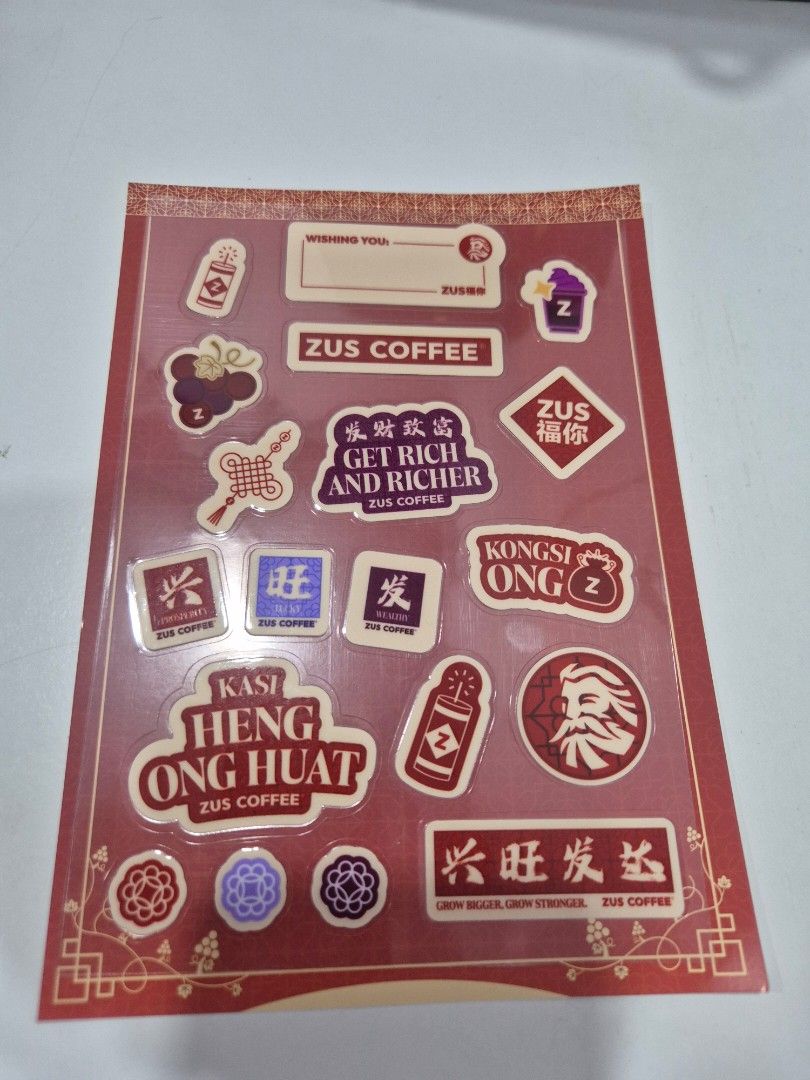 WISHING YOU:
ZUS福你
Z
Z
ZUS COFFEE
Z
ZUS
福你
发财致富
GET RICH
AND RICHER
ZUS COFFEE
KONGSI
ONG
Z
兴
PROSPERITY
ZUS COFFEE
旺
LUCKY
ZUS COFFEE
发
WEALTHY
ZUS COFFEE
KASI
HENG
ONG HUAT
ZUS COFFEE
Z
兴旺发
GROW BIGGER, GROW STRONGER.
ZUS COFFEE